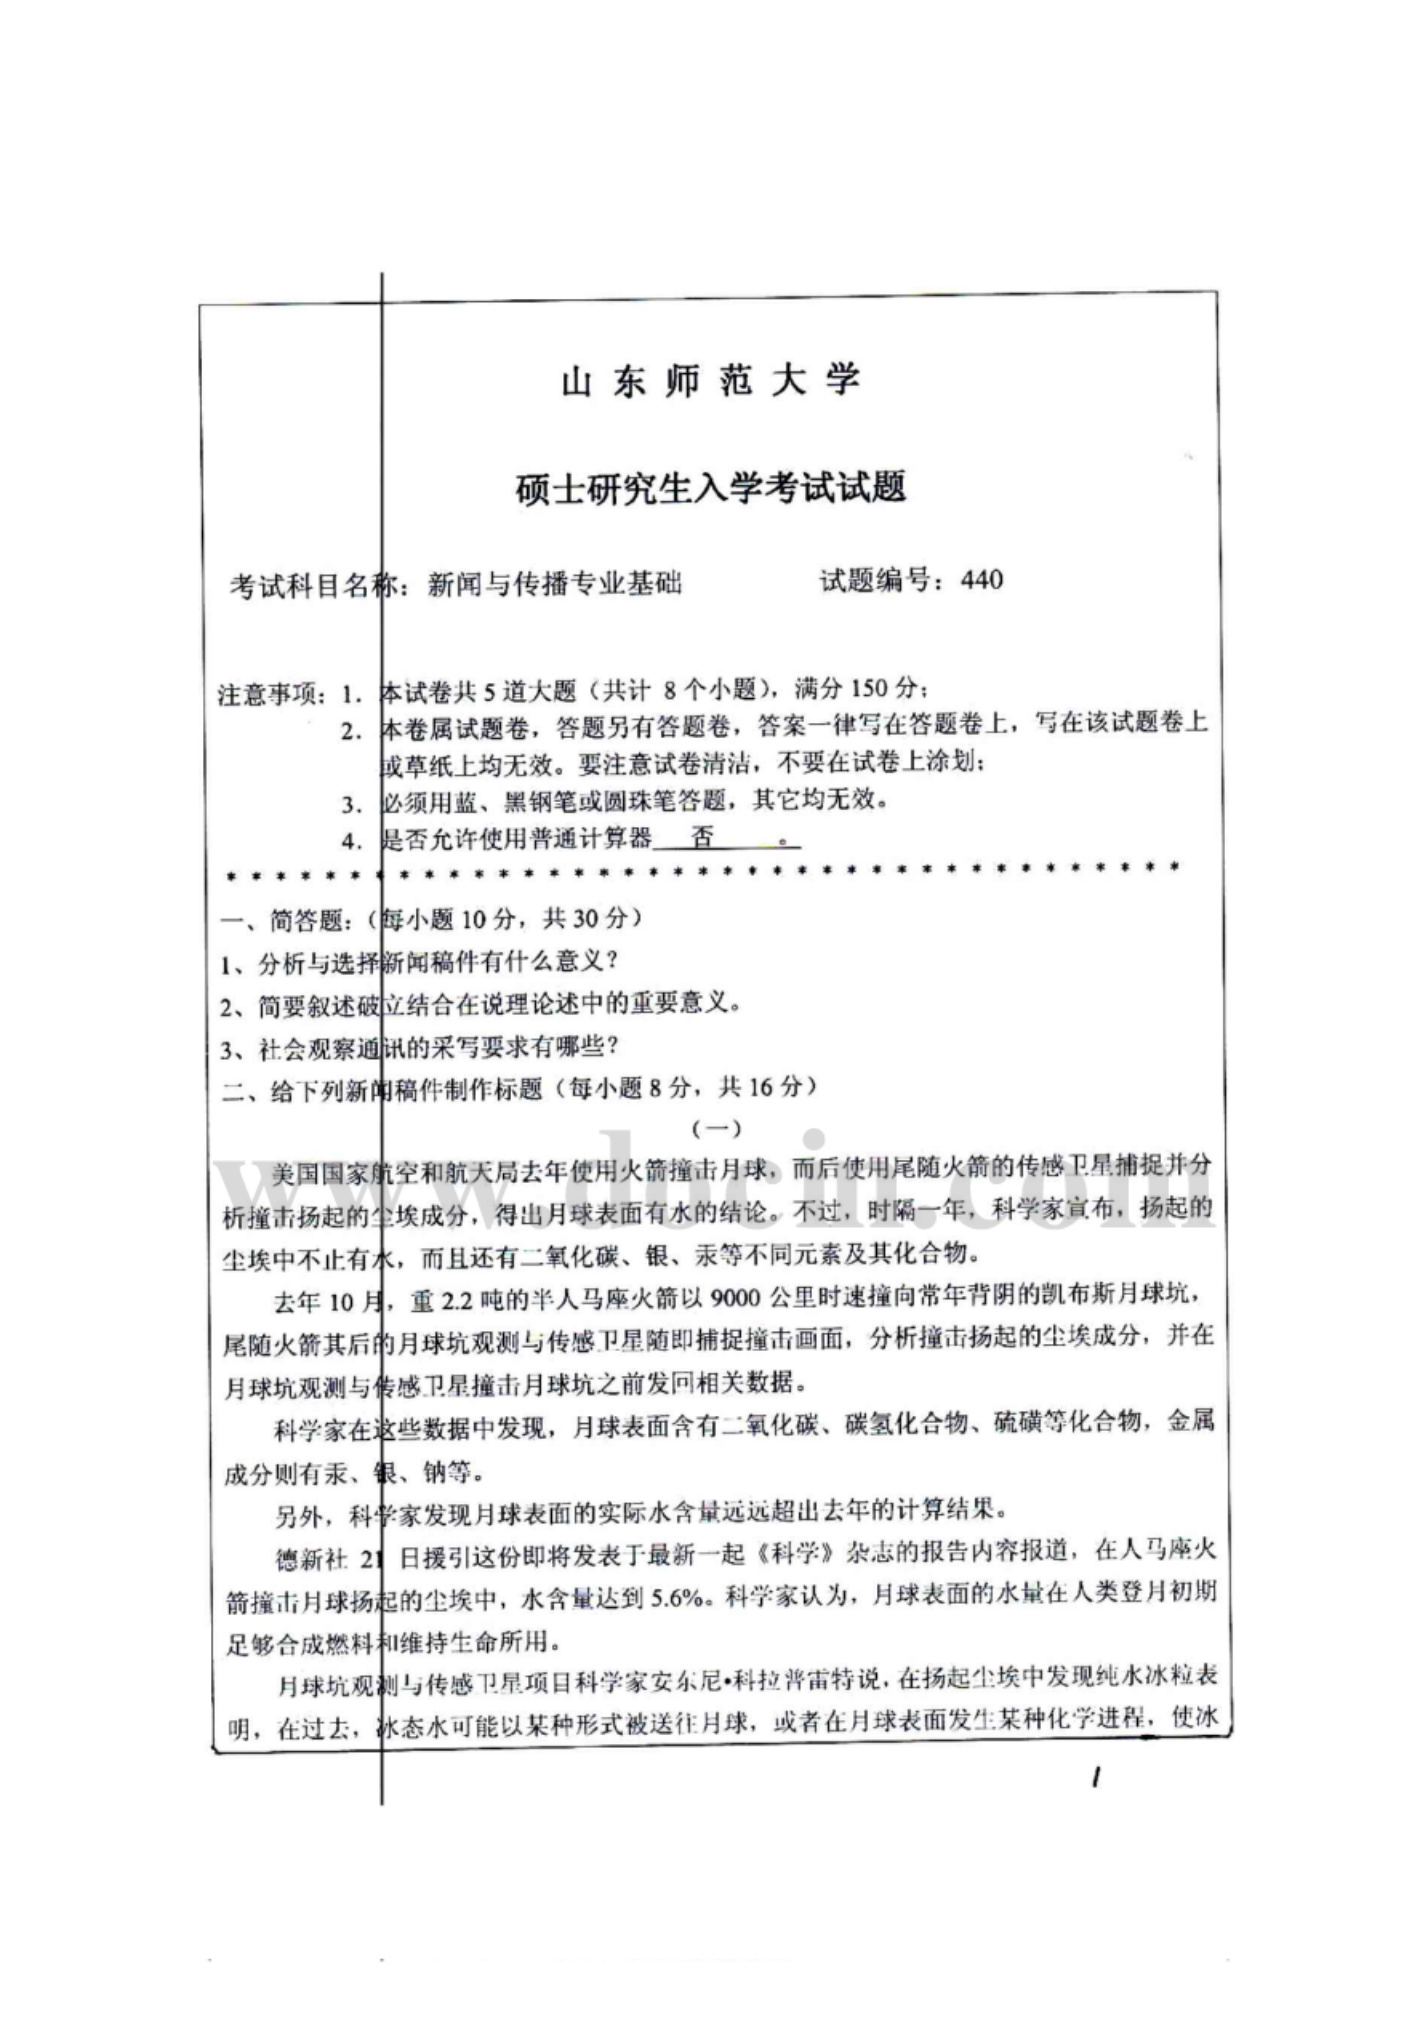 山东师范大学
硕士研究生入学考试试题
考试科目名称：新闻与传播专业基础 试题编号：440
注意事项：1. 本试卷共5道大题（共计 8个小题），满分150分；
2. 本卷属试题卷，答题另有答题卷，答案一律写在答题卷上，写在该试题卷上
或草纸上均无效。要注意试卷清洁，不要在试卷上涂划；
3. 必须用蓝、黑钢笔或圆珠笔答题，其它均无效。
4. 是否允许使用普通计算器 否 。
* * * * * * * * * * * * * * * * * * * * * * * * * * * * * * * * * * * * * * *
一、简答题：（每小题10分，共30分）
1、分析与选择新闻稿件有什么意义？
2、简要叙述破立结合在说理论述中的重要意义。
3、社会观察通讯的采写要求有哪些？
二、给下列新闻稿件制作标题（每小题8分，共16分）
（一）
美国国家航空和航天局去年使用火箭撞击月球，而后使用尾随火箭的传感卫星捕捉并分
www.docin.com
析撞击扬起的尘埃成分，得出月球表面有水的结论。不过，时隔一年，科学家宣布，扬起的
尘埃中不止有水，而且还有二氧化碳、银、汞等不同元素及其化合物。
去年10月，重2.2吨的半人马座火箭以9000公里时速撞向常年背阴的凯布斯月球坑，
尾随火箭其后的月球坑观测与传感卫星随即捕捉撞击画面，分析撞击扬起的尘埃成分，并在
月球坑观测与传感卫星撞击月球坑之前发回相关数据。
科学家在这些数据中发现，月球表面含有二氧化碳、碳氢化合物、硫磺等化合物，金属
成分则有汞、银、钠等。
另外，科学家发现月球表面的实际水含量远远超出去年的计算结果。
德新社 21 日援引这份即将发表于最新一起《科学》杂志的报告内容报道，在人马座火
箭撞击月球扬起的尘埃中，水含量达到5.6%。科学家认为，月球表面的水量在人类登月初期
足够合成燃料和维持生命所用。
月球坑观测与传感卫星项目科学家安东尼•科拉普雷特说，在扬起尘埃中发现纯水冰粒表
明，在过去，冰态水可能以某种形式被送往月球，或者在月球表面发生某种化学进程，使冰
1